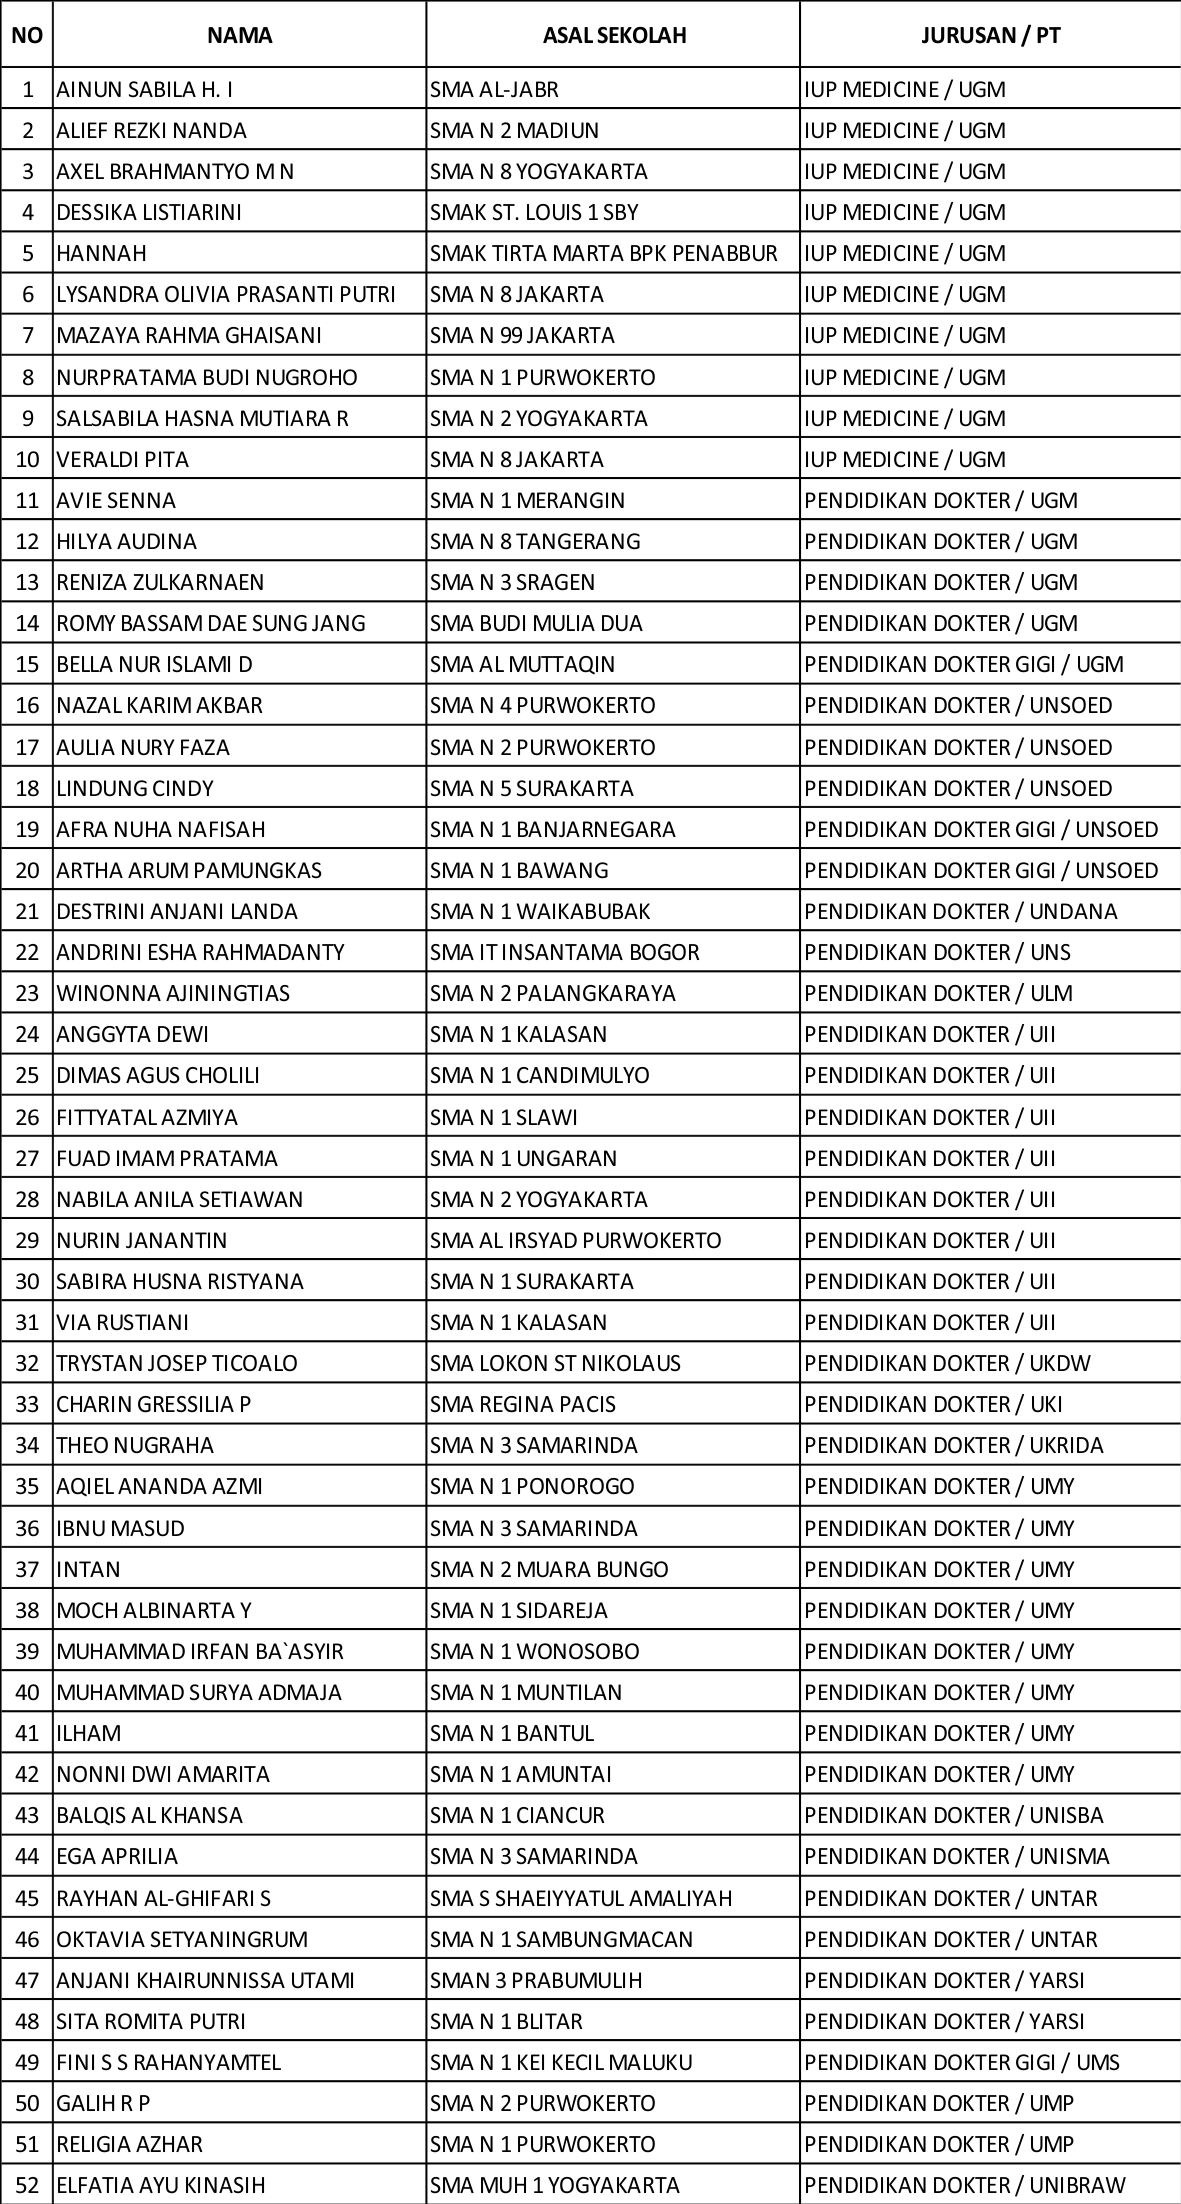 NO NAMA ASAL SEKOLAH JURUSAN / PT
1 AINUN SABILA H. I SMA AL-JABR IUP MEDICINE / UGM
2 ALIEF REZKI NANDA SMA N 2 MADIUN IUP MEDICINE / UGM
3 AXEL BRAHMANTYO M N SMA N 8 YOGYAKARTA IUP MEDICINE / UGM
4 DESSIKA LISTIARINI SMAK ST. LOUIS 1 SBY IUP MEDICINE / UGM
5 HANNAH SMAK TIRTA MARTA BPK PENABBUR IUP MEDICINE / UGM
6 LYSANDRA OLIVIA PRASANTI PUTRI SMA N 8 JAKARTA IUP MEDICINE / UGM
7 MAZAYA RAHMA GHAISANI SMA N 99 JAKARTA IUP MEDICINE / UGM
8 NURPRATAMA BUDI NUGROHO SMA N 1 PURWOKERTO IUP MEDICINE / UGM
9 SALSABILA HASNA MUTIARA R SMA N 2 YOGYAKARTA IUP MEDICINE / UGM
10 VERALDI PITA SMA N 8 JAKARTA IUP MEDICINE / UGM
11 AVIE SENNA SMA N 1 MERANGIN PENDIDIKAN DOKTER / UGM
12 HILYA AUDINA SMA N 8 TANGERANG PENDIDIKAN DOKTER / UGM
13 RENIZA ZULKARNAEN SMA N 3 SRAGEN PENDIDIKAN DOKTER / UGM
14 ROMY BASSAM DAE SUNG JANG SMA BUDI MULIA DUA PENDIDIKAN DOKTER / UGM
15 BELLA NUR ISLAMI D SMA AL MUTTAQIN PENDIDIKAN DOKTER GIGI / UGM
16 NAZAL KARIM AKBAR SMA N 4 PURWOKERTO PENDIDIKAN DOKTER / UNSOED
17 AULIA NURY FAZA SMA N 2 PURWOKERTO PENDIDIKAN DOKTER / UNSOED
18 LINDUNG CINDY SMA N 5 SURAKARTA PENDIDIKAN DOKTER / UNSOED
19 AFRA NUHA NAFISAH SMA N 1 BANJARNEGARA PENDIDIKAN DOKTER GIGI / UNSOED
20 ARTHA ARUM PAMUNGKAS SMA N 1 BAWANG PENDIDIKAN DOKTER GIGI / UNSOED
21 DESTRINI ANJANI LANDA SMA N 1 WAIKABUBAK PENDIDIKAN DOKTER / UNDANA
22 ANDRINI ESHA RAHMADANTY SMA IT INSANTAMA BOGOR PENDIDIKAN DOKTER / UNS
23 WINONNA AJININGTIAS SMA N 2 PALANGKARAYA PENDIDIKAN DOKTER / ULM
24 ANGGYTA DEWI SMA N 1 KALASAN PENDIDIKAN DOKTER / UII
25 DIMAS AGUS CHOLILI SMA N 1 CANDIMULYO PENDIDIKAN DOKTER / UII
26 FITTYATAL AZMIYA SMA N 1 SLAWI PENDIDIKAN DOKTER / UII
27 FUAD IMAM PRATAMA SMA N 1 UNGARAN PENDIDIKAN DOKTER / UII
28 NABILA ANILA SETIAWAN SMA N 2 YOGYAKARTA PENDIDIKAN DOKTER / UII
29 NURIN JANANTIN SMA AL IRSYAD PURWOKERTO PENDIDIKAN DOKTER / UII
30 SABIRA HUSNA RISTYANA SMA N 1 SURAKARTA PENDIDIKAN DOKTER / UII
31 VIA RUSTIANI SMA N 1 KALASAN PENDIDIKAN DOKTER / UII
32 TRYSTAN JOSEP TICOALO SMA LOKON ST NIKOLAUS PENDIDIKAN DOKTER / UKDW
33 CHARIN GRESSILIA P SMA REGINA PACIS PENDIDIKAN DOKTER / UKI
34 THEO NUGRAHA SMA N 3 SAMARINDA PENDIDIKAN DOKTER / UKRIDA
35 AQIEL ANANDA AZMI SMA N 1 PONOROGO PENDIDIKAN DOKTER / UMY
36 IBNU MASUD SMA N 3 SAMARINDA PENDIDIKAN DOKTER / UMY
37 INTAN SMA N 2 MUARA BUNGO PENDIDIKAN DOKTER / UMY
38 MOCH ALBINARTA Y SMA N 1 SIDAREJA PENDIDIKAN DOKTER / UMY
39 MUHAMMAD IRFAN BA`ASYIR SMA N 1 WONOSOBO PENDIDIKAN DOKTER / UMY
40 MUHAMMAD SURYA ADMAJA SMA N 1 MUNTILAN PENDIDIKAN DOKTER / UMY
41 ILHAM SMA N 1 BANTUL PENDIDIKAN DOKTER / UMY
42 NONNI DWI AMARITA SMA N 1 AMUNTAI PENDIDIKAN DOKTER / UMY
43 BALQIS AL KHANSA SMA N 1 CIANCUR PENDIDIKAN DOKTER / UNISBA
44 EGA APRILIA SMA N 3 SAMARINDA PENDIDIKAN DOKTER / UNISMA
45 RAYHAN AL-GHIFARI S SMA S SHAEIYYATUL AMALIYAH PENDIDIKAN DOKTER / UNTAR
46 OKTAVIA SETYANINGRUM SMA N 1 SAMBUNGMACAN PENDIDIKAN DOKTER / UNTAR
47 ANJANI KHAIRUNNISSA UTAMI SMAN 3 PRABUMULIH PENDIDIKAN DOKTER / YARSI
48 SITA ROMITA PUTRI SMA N 1 BLITAR PENDIDIKAN DOKTER / YARSI
49 FINI S S RAHANYAMTEL SMA N 1 KEI KECIL MALUKU PENDIDIKAN DOKTER GIGI / UMS
50 GALIH R P SMA N 2 PURWOKERTO PENDIDIKAN DOKTER / UMP
51 RELIGIA AZHAR SMA N 1 PURWOKERTO PENDIDIKAN DOKTER / UMP
52 ELFATIA AYU KINASIH SMA MUH 1 YOGYAKARTA PENDIDIKAN DOKTER / UNIBRAW